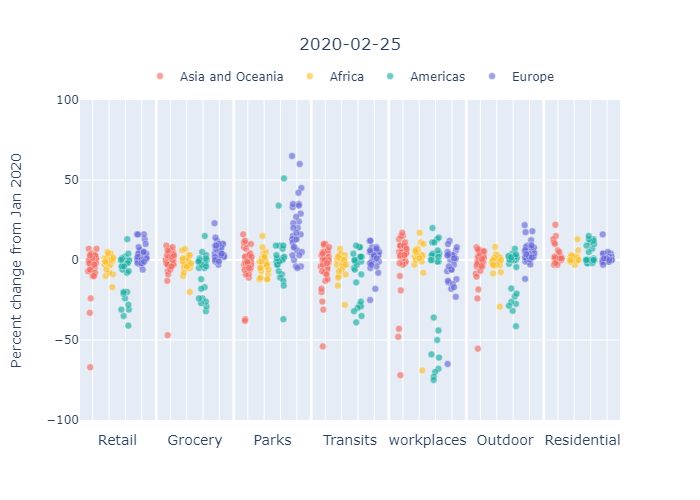 2020-02-25
Asia and Oceania Africa Americas Europe
Percent change from Jan 2020
100
50
0
−50
−100
Retail Grocery Parks Transits workplaces Outdoor Residential